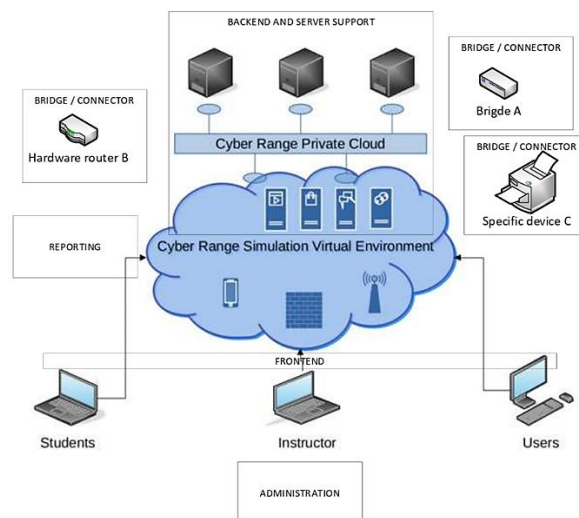 BACKEND AND SERVER SUPPORT
BRIDGE / CONNECTOR
Brigde A
BRIDGE / CONNECTOR
Hardware router B
Cyber Range Private Cloud
BRIDGE / CONNECTOR
Specific device C
Cyber Range Simulation Virtual Environment
REPORTING
FRONTEND
Students
Instructor
Users
ADMINISTRATION